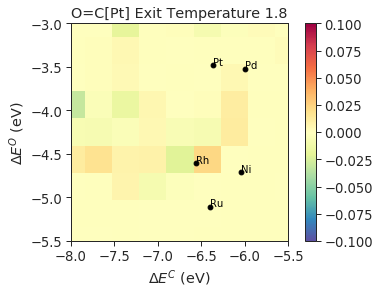 O=C[Pt] Exit Temperature 1.8
−3.0
−3.5
−4.0
−4.5
−5.0
−5.5
ΔE^O (eV)
Pt
Pd
Rh
Ni
Ru
−8.0 −7.5 −7.0 −6.5 −6.0 −5.5
ΔE^C (eV)
0.100
0.075
0.050
0.025
0.000
−0.025
−0.050
−0.075
−0.100